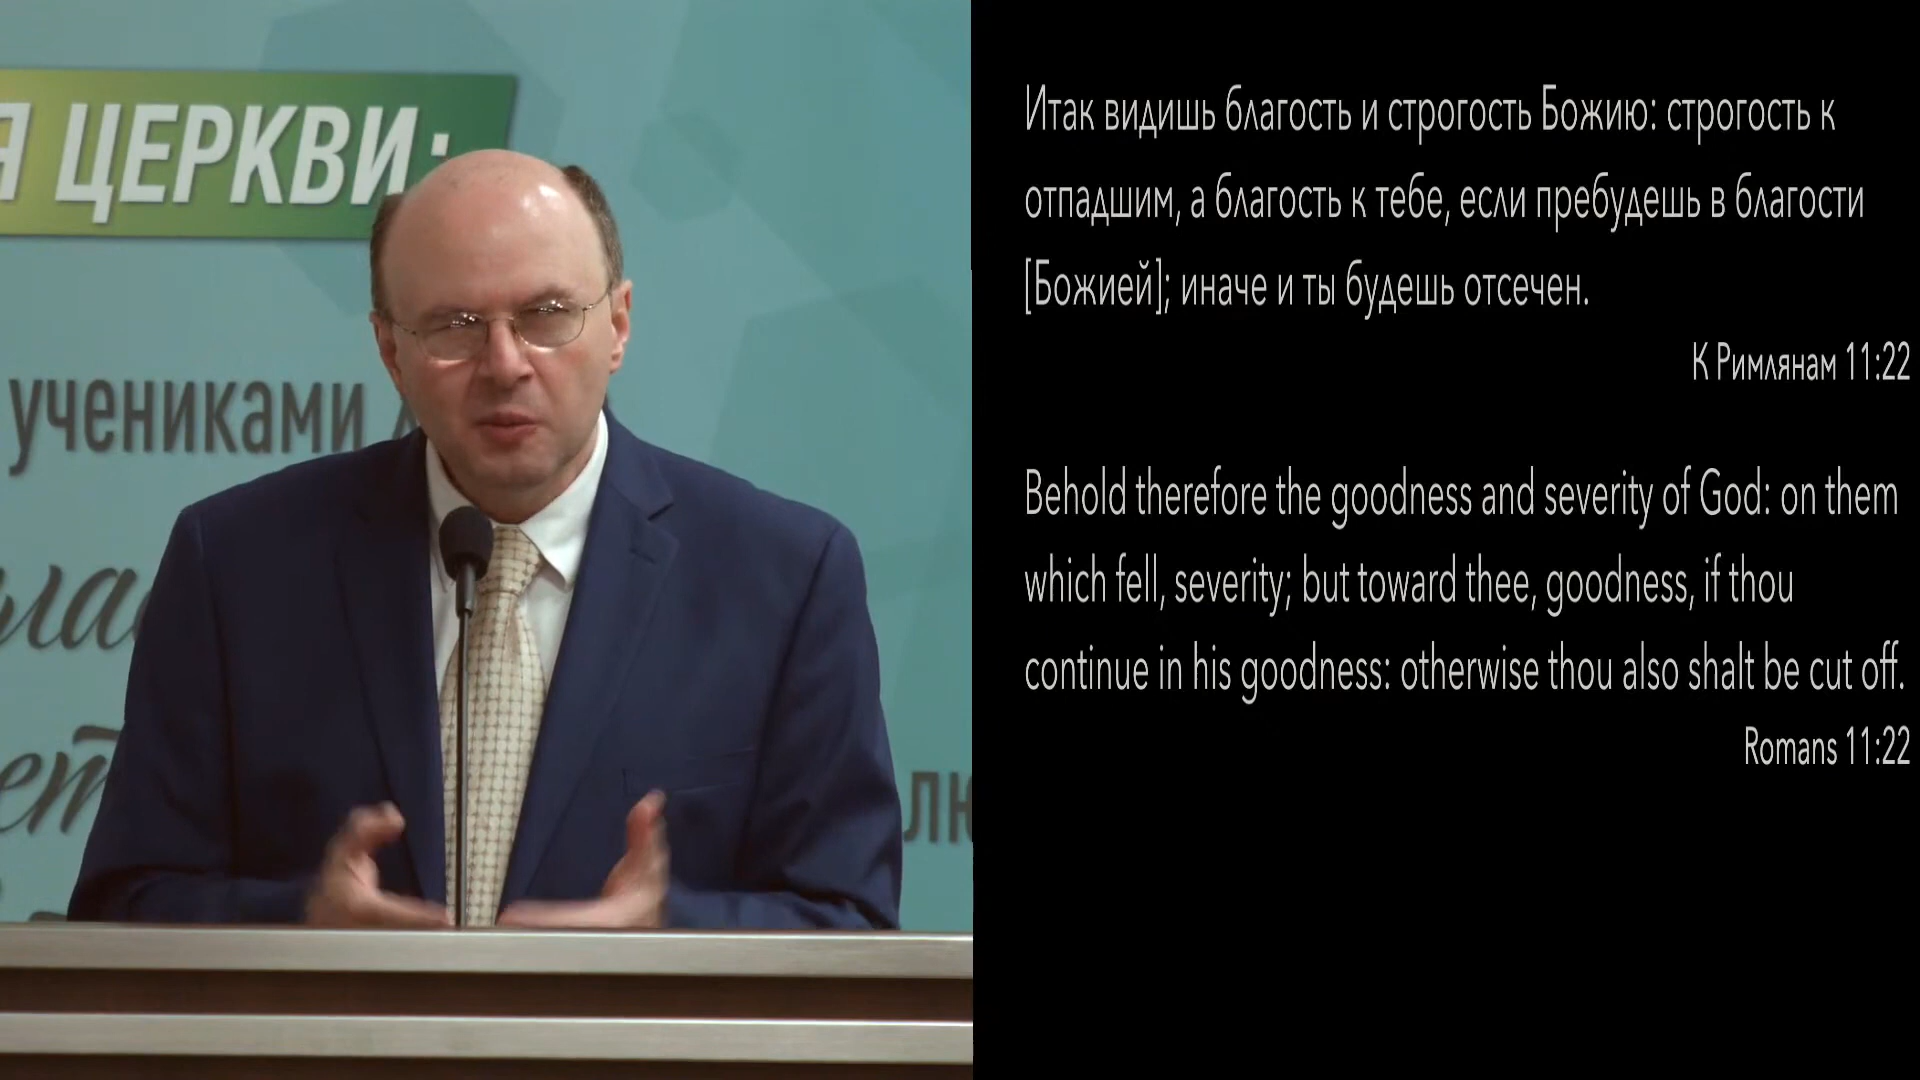 Я ЦЕРКВИ:
учениками
лю
Итак видишь благость и строгость Божию: строгость к
отпадшим, а благость к тебе, если пребудешь в благости
[Божией]; иначе и ты будешь отсечен.
К Римлянам 11:22
Behold therefore the goodness and severity of God: on them
which fell, severity; but toward thee, goodness, if thou
continue in his goodness: otherwise thou also shalt be cut off.
Romans 11:22